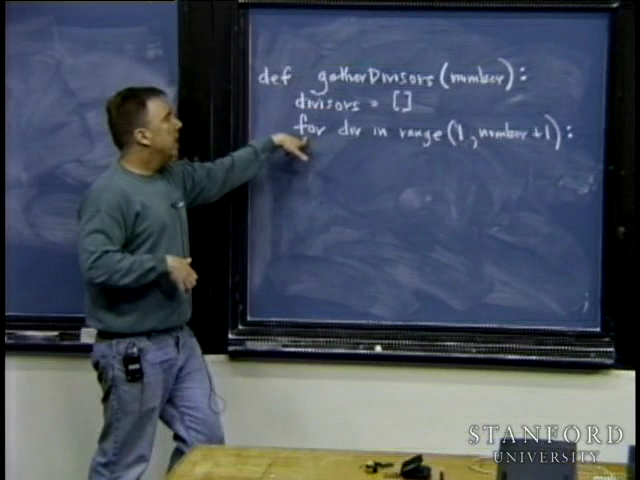 def gatherDivisors(number):
divisors = []
for div in range(1, number+1):
STANFORD
UNIVERSITY